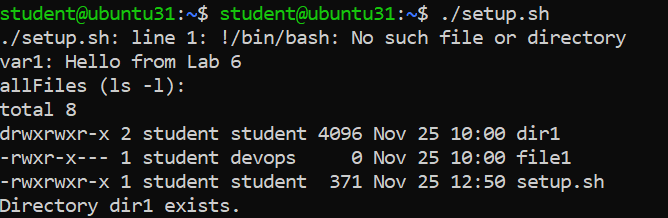 student@ubuntu31:~$ student@ubuntu31:~$ ./setup.sh
./setup.sh: line 1: !/bin/bash: No such file or directory
var1: Hello from Lab 6
allFiles (ls -l):
total 8
drwxrwxr-x 2 student student 4096 Nov 25 10:00 dir1
-rwxr-x--- 1 student devops     0 Nov 25 10:00 file1
-rwxrwxr-x 1 student student  371 Nov 25 12:50 setup.sh
Directory dir1 exists.